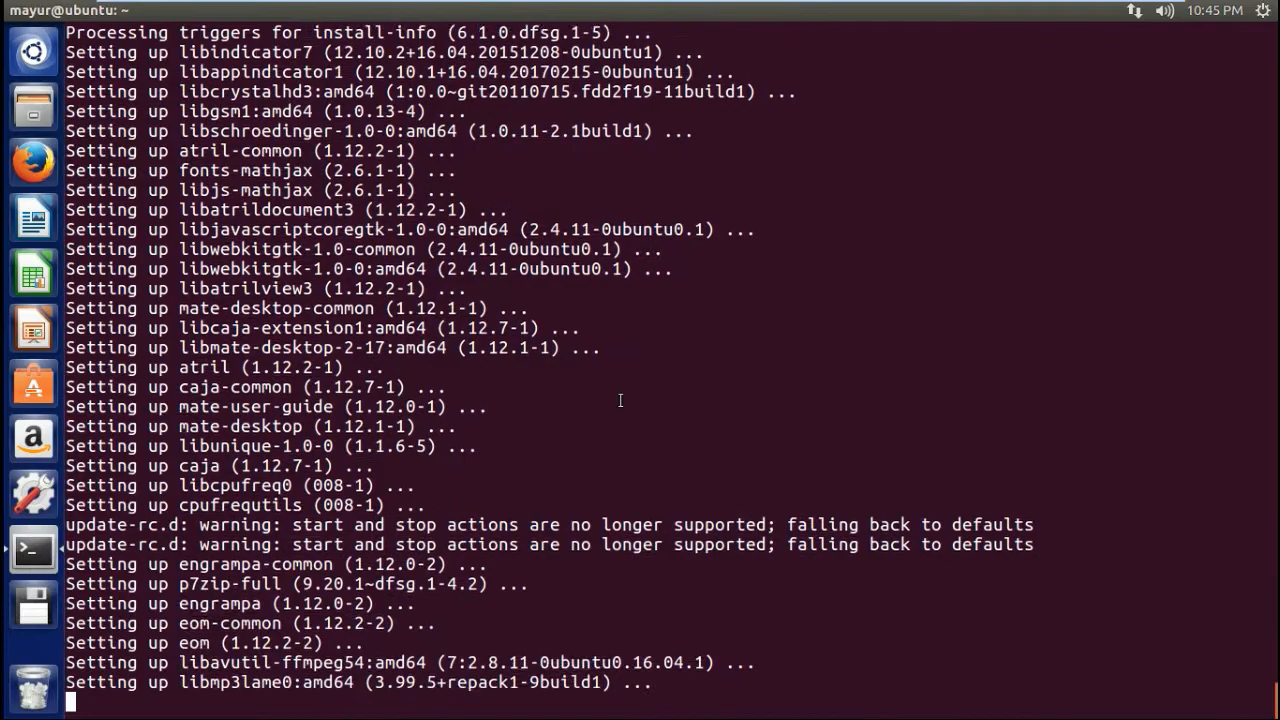 mayur@ubuntu: ~
10:45 PM
Processing triggers for install-info (6.1.0.dfsg.1-5) ...
Setting up libindicator7 (12.10.2+16.04.20151208-0ubuntu1) ...
Setting up libappindicator1 (12.10.1+16.04.20170215-0ubuntu1) ...
Setting up libcrystalhd3:amd64 (1:0.0~git20110715.fdd2f19-11build1) ...
Setting up libgsm1:amd64 (1.0.13-4) ...
Setting up libschroedinger-1.0-0:amd64 (1.0.11-2.1build1) ...
Setting up atril-common (1.12.2-1) ...
Setting up fonts-mathjax (2.6.1-1) ...
Setting up libjs-mathjax (2.6.1-1) ...
Setting up libatrildocument3 (1.12.2-1) ...
Setting up libjavascriptcoregtk-1.0-0:amd64 (2.4.11-0ubuntu0.1) ...
Setting up libwebkitgtk-1.0-common (2.4.11-0ubuntu0.1) ...
Setting up libwebkitgtk-1.0-0:amd64 (2.4.11-0ubuntu0.1) ...
Setting up libatrilview3 (1.12.2-1) ...
Setting up mate-desktop-common (1.12.1-1) ...
Setting up libcaja-extension1:amd64 (1.12.7-1) ...
Setting up libmate-desktop-2-17:amd64 (1.12.1-1) ...
Setting up atril (1.12.2-1) ...
Setting up caja-common (1.12.7-1) ...
Setting up mate-user-guide (1.12.0-1) ...
Setting up mate-desktop (1.12.1-1) ...
Setting up libunique-1.0-0 (1.1.6-5) ...
Setting up caja (1.12.7-1) ...
Setting up libcpufreq0 (008-1) ...
Setting up cpufrequtils (008-1) ...
update-rc.d: warning: start and stop actions are no longer supported; falling back to defaults
update-rc.d: warning: start and stop actions are no longer supported; falling back to defaults
Setting up engrampa-common (1.12.0-2) ...
Setting up p7zip-full (9.20.1~dfsg.1-4.2) ...
Setting up engrampa (1.12.0-2) ...
Setting up eom-common (1.12.2-2) ...
Setting up eom (1.12.2-2) ...
Setting up libavutil-ffmpeg54:amd64 (7:2.8.11-0ubuntu0.16.04.1) ...
Setting up libmp3lame0:amd64 (3.99.5+repack1-9build1) ...